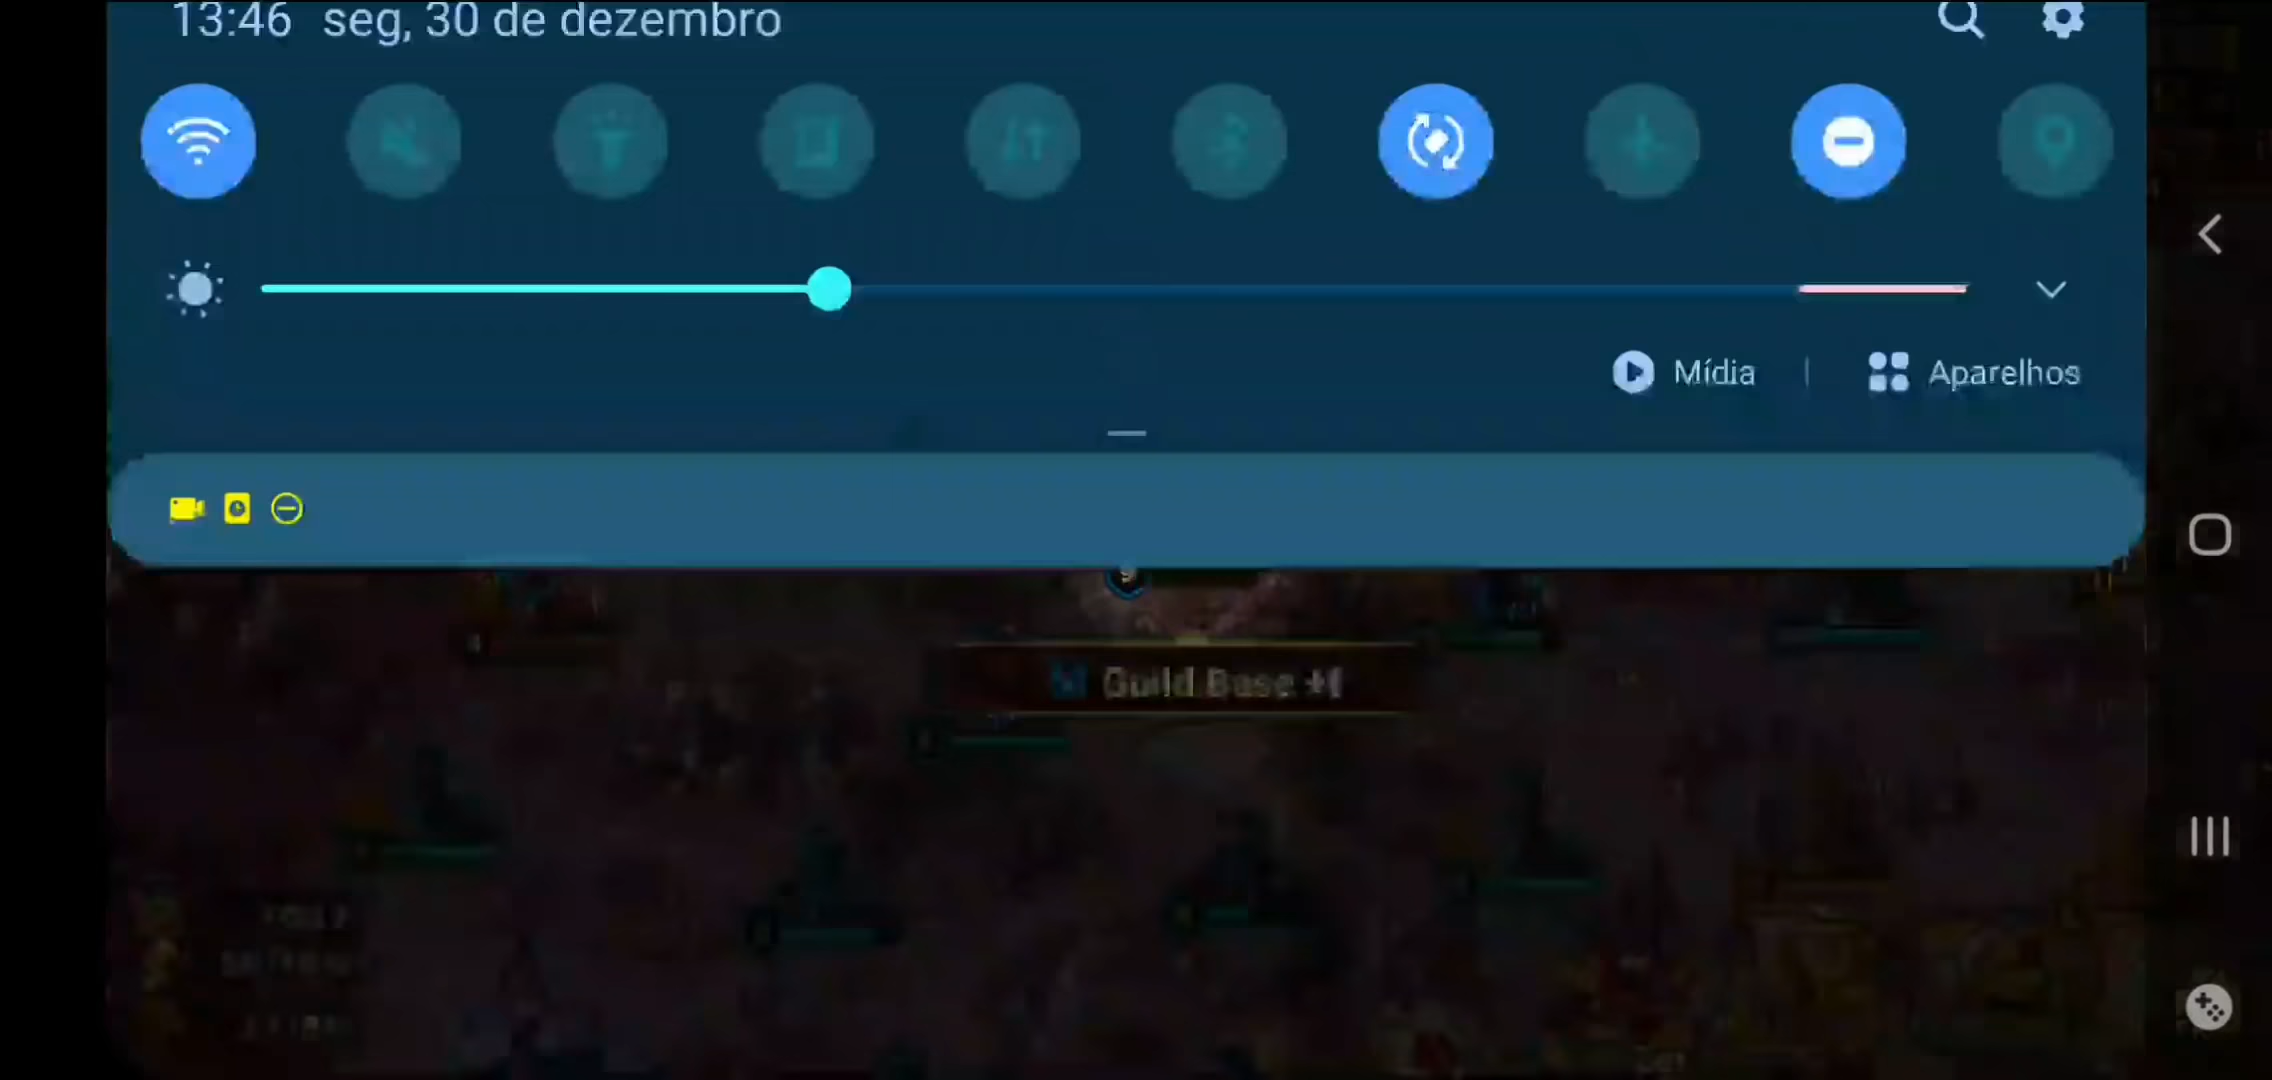 13:46 seg, 30 de dezembro
Mídia | Aparelhos
Guild Base